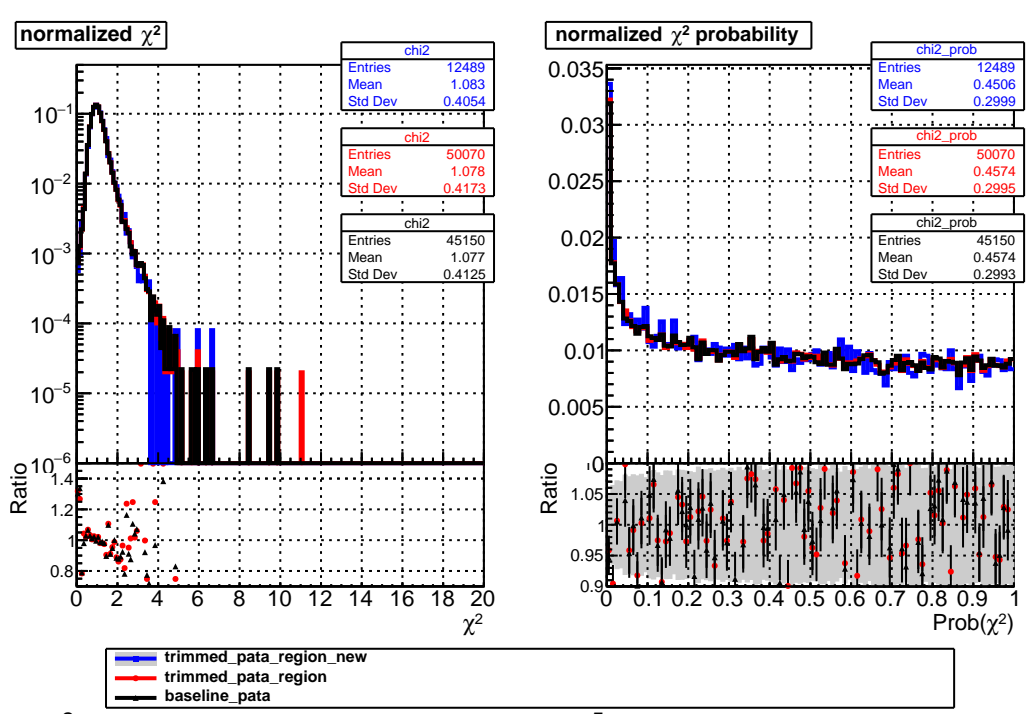 normalized χ²
chi2
Entries 12489
Mean 1.083
Std Dev 0.4054
chi2
Entries 50070
Mean 1.078
Std Dev 0.4173
chi2
Entries 45150
Mean 1.077
Std Dev 0.4125
10⁻¹
10⁻²
10⁻³
10⁻⁴
10⁻⁵
10⁻⁶
Ratio
1.4
1.2
1
0.8
0 2 4 6 8 10 12 14 16 18 20
χ²
normalized χ² probability
chi2_prob
Entries 12489
Mean 0.4506
Std Dev 0.2999
chi2_prob
Entries 50070
Mean 0.4574
Std Dev 0.2995
chi2_prob
Entries 45150
Mean 0.4574
Std Dev 0.2993
0.035
0.03
0.025
0.02
0.015
0.01
0.005
0
Ratio
1.05
1
0.95
0.9
0 0.1 0.2 0.3 0.4 0.5 0.6 0.7 0.8 0.9 1
Prob(χ²)
trimmed_pata_region_new
trimmed_pata_region
baseline_pata